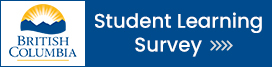 BRITISH
COLUMBIA
Student Learning
Survey »»